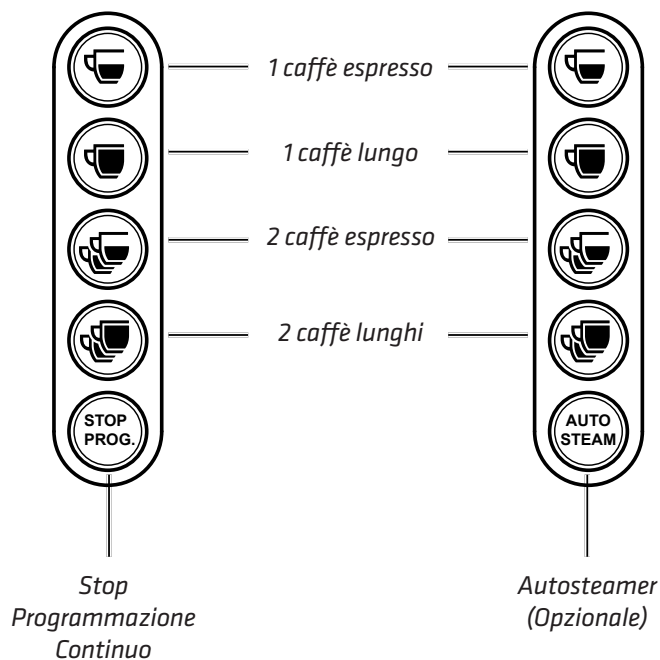 1 caffè espresso
1 caffè lungo
2 caffè espresso
2 caffè lunghi
STOP
PROG.
AUTO
STEAM
Stop
Programmazione
Continuo
Autosteamer
(Opzionale)